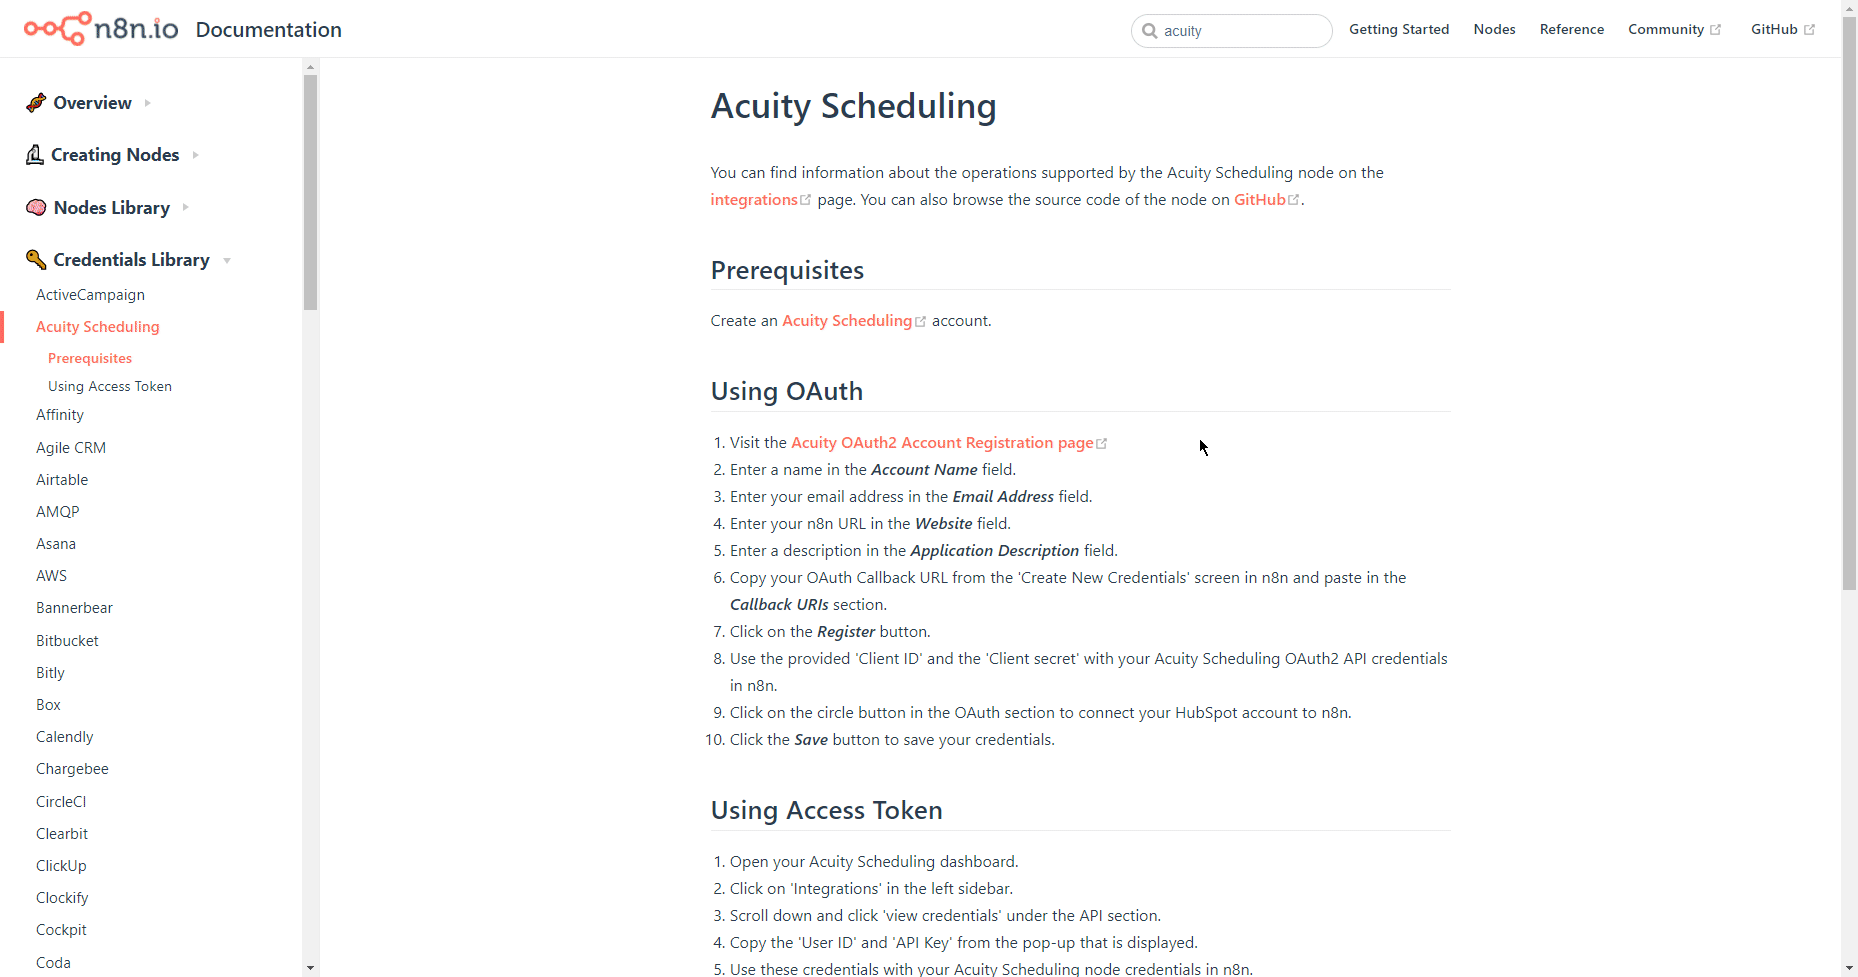 n8n.io Documentation
acuity
Getting Started
Nodes
Reference
Community
GitHub
Overview
Creating Nodes
Nodes Library
Credentials Library
ActiveCampaign
Acuity Scheduling
Prerequisites
Using Access Token
Affinity
Agile CRM
Airtable
AMQP
Asana
AWS
Bannerbear
Bitbucket
Bitly
Box
Calendly
Chargebee
CircleCI
Clearbit
ClickUp
Clockify
Cockpit
Coda
Acuity Scheduling
You can find information about the operations supported by the Acuity Scheduling node on the
integrations page. You can also browse the source code of the node on GitHub.
Prerequisites
Create an Acuity Scheduling account.
Using OAuth
1. Visit the Acuity OAuth2 Account Registration page
2. Enter a name in the Account Name field.
3. Enter your email address in the Email Address field.
4. Enter your n8n URL in the Website field.
5. Enter a description in the Application Description field.
6. Copy your OAuth Callback URL from the 'Create New Credentials' screen in n8n and paste in the
Callback URIs section.
7. Click on the Register button.
8. Use the provided 'Client ID' and the 'Client secret' with your Acuity Scheduling OAuth2 API credentials
in n8n.
9. Click on the circle button in the OAuth section to connect your HubSpot account to n8n.
10. Click the Save button to save your credentials.
Using Access Token
1. Open your Acuity Scheduling dashboard.
2. Click on 'Integrations' in the left sidebar.
3. Scroll down and click 'view credentials' under the API section.
4. Copy the 'User ID' and 'API Key' from the pop-up that is displayed.
5. Use these credentials with your Acuity Scheduling node credentials in n8n.